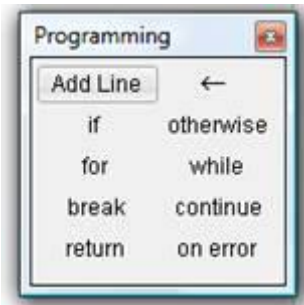 Programming
Add Line ←
if otherwise
for while
break continue
return on error